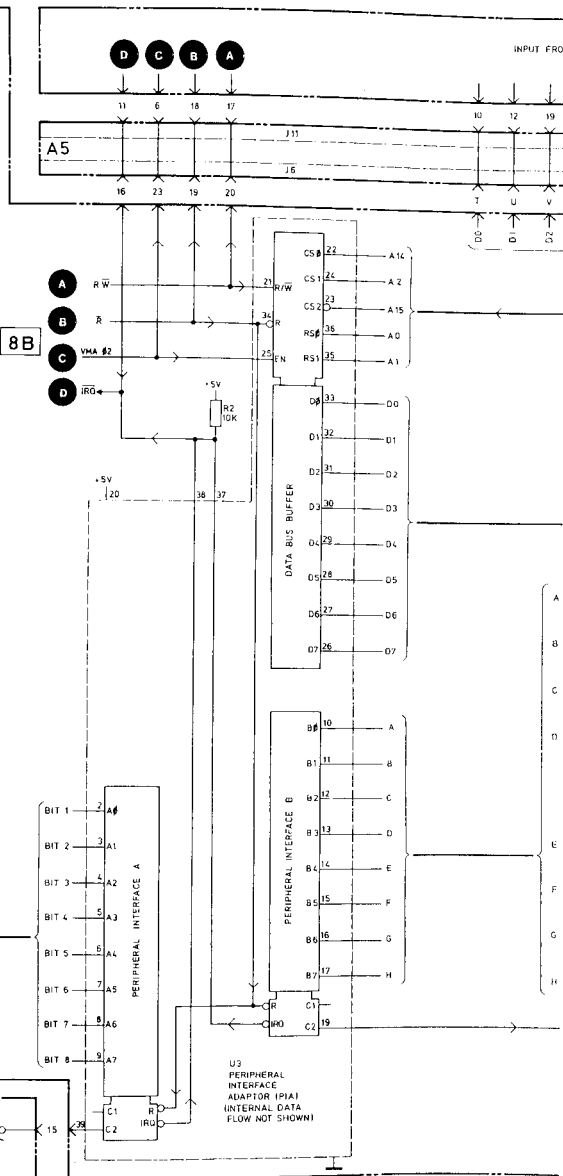 D C B A
INPUT FRO
11 6 18 17 10 12 19
A5
J11
J6
16 23 19 20 T U V
D0 D1 D2
CSØ 22 A14
CS1 24 A2
A R W̅ 21 R/W̅ CS2 23 A15
B R̅ 34 R RSØ 36 A0
8B
C VMA Ø2 25 EN RS1 35 A1
D I̅R̅Q̅
+5V
R2
10K
DATA BUS BUFFER
DØ 33 D0
D1 32 D1
D2 31 D2
+5V
20 38 37
D3 30 D3
D4 29 D4
D5 28 D5
D6 27 D6
D7 26 D7
A
B
C
D
E
F
G
H
PERIPHERAL INTERFACE B
BØ 10 A
B1 11 B
B2 12 C
B3 13 D
B4 14 E
B5 15 F
B6 16 G
B7 17 H
R C1
IRQ C2 19
PERIPHERAL INTERFACE A
BIT 1 2 AØ
BIT 2 3 A1
BIT 3 4 A2
BIT 4 5 A3
BIT 5 6 A4
BIT 6 7 A5
BIT 7 8 A6
BIT 8 9 A7
C1 R
15 39 C2 IRQ
U3
PERIPHERAL
INTERFACE
ADAPTOR (PIA)
(INTERNAL DATA
FLOW NOT SHOWN)